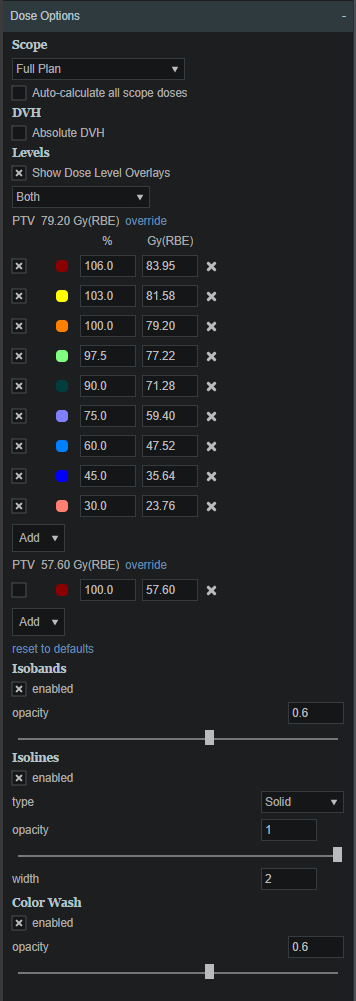 Dose Options -
Scope
Full Plan
Auto-calculate all scope doses
DVH
Absolute DVH
Levels
Show Dose Level Overlays
Both
PTV 79.20 Gy(RBE) override
% Gy(RBE)
106.0 83.95
103.0 81.58
100.0 79.20
97.5 77.22
90.0 71.28
75.0 59.40
60.0 47.52
45.0 35.64
30.0 23.76
Add
PTV 57.60 Gy(RBE) override
100.0 57.60
Add
reset to defaults
Isobands
enabled
opacity 0.6
Isolines
enabled
type Solid
opacity 1
width 2
Color Wash
enabled
opacity 0.6